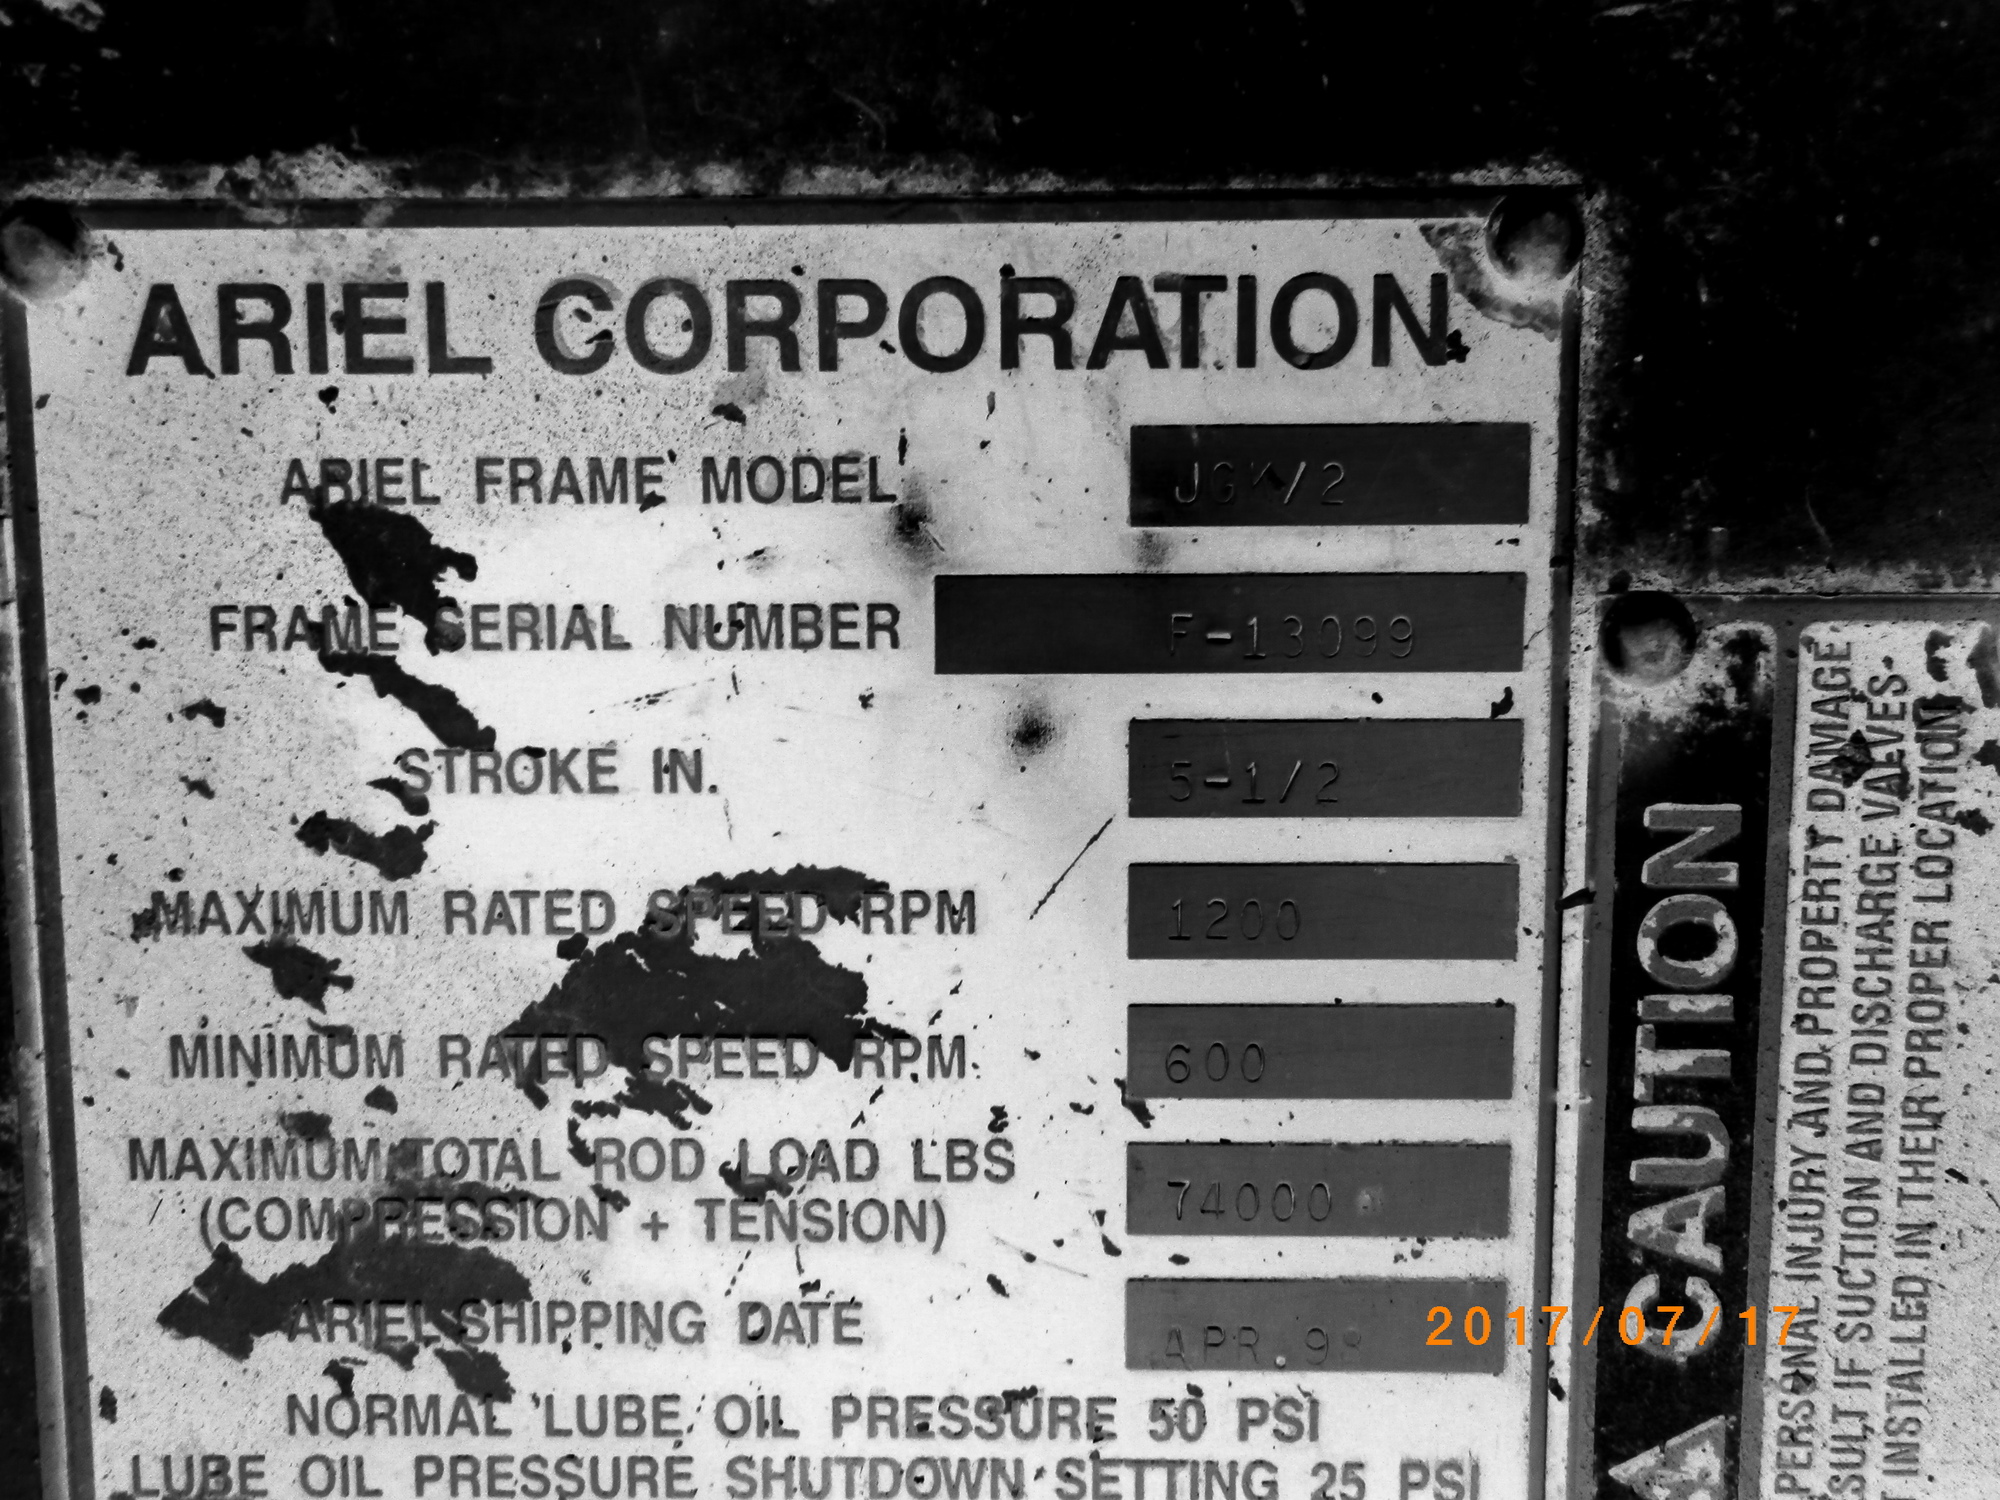 ARIEL CORPORATION
ARIEL FRAME MODEL JGK/2
FRAME SERIAL NUMBER F-13099
STROKE IN. 5-1/2
MAXIMUM RATED SPEED RPM 1200
MINIMUM RATED SPEED RPM 600
MAXIMUM TOTAL ROD LOAD LBS
(COMPRESSION + TENSION) 74000
ARIEL SHIPPING DATE APR.
NORMAL LUBE OIL PRESSURE 50 PSI
LUBE OIL PRESSURE SHUTDOWN SETTING 25 PSI
2017/07/17
CAUTION
PERSONAL INJURY AND PROPERTY DAMAGE
IF SUCTION AND DISCHARGE VALVES
INSTALLED IN THEIR PROPER LOCATION